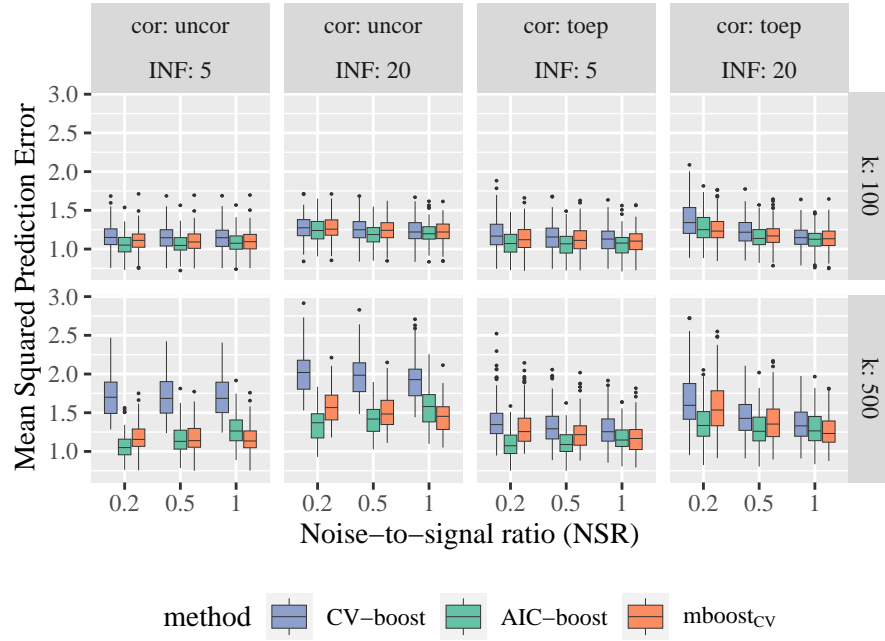 cor: uncor cor: uncor cor: toep cor: toep
INF: 5 INF: 20 INF: 5 INF: 20
Mean Squared Prediction Error
3.0
2.5
2.0
1.5
1.0
k: 100
3.0
2.5
2.0
1.5
1.0
k: 500
0.2 0.5 1 0.2 0.5 1 0.2 0.5 1 0.2 0.5 1
Noise−to−signal ratio (NSR)
method CV−boost AIC−boost mboostCV